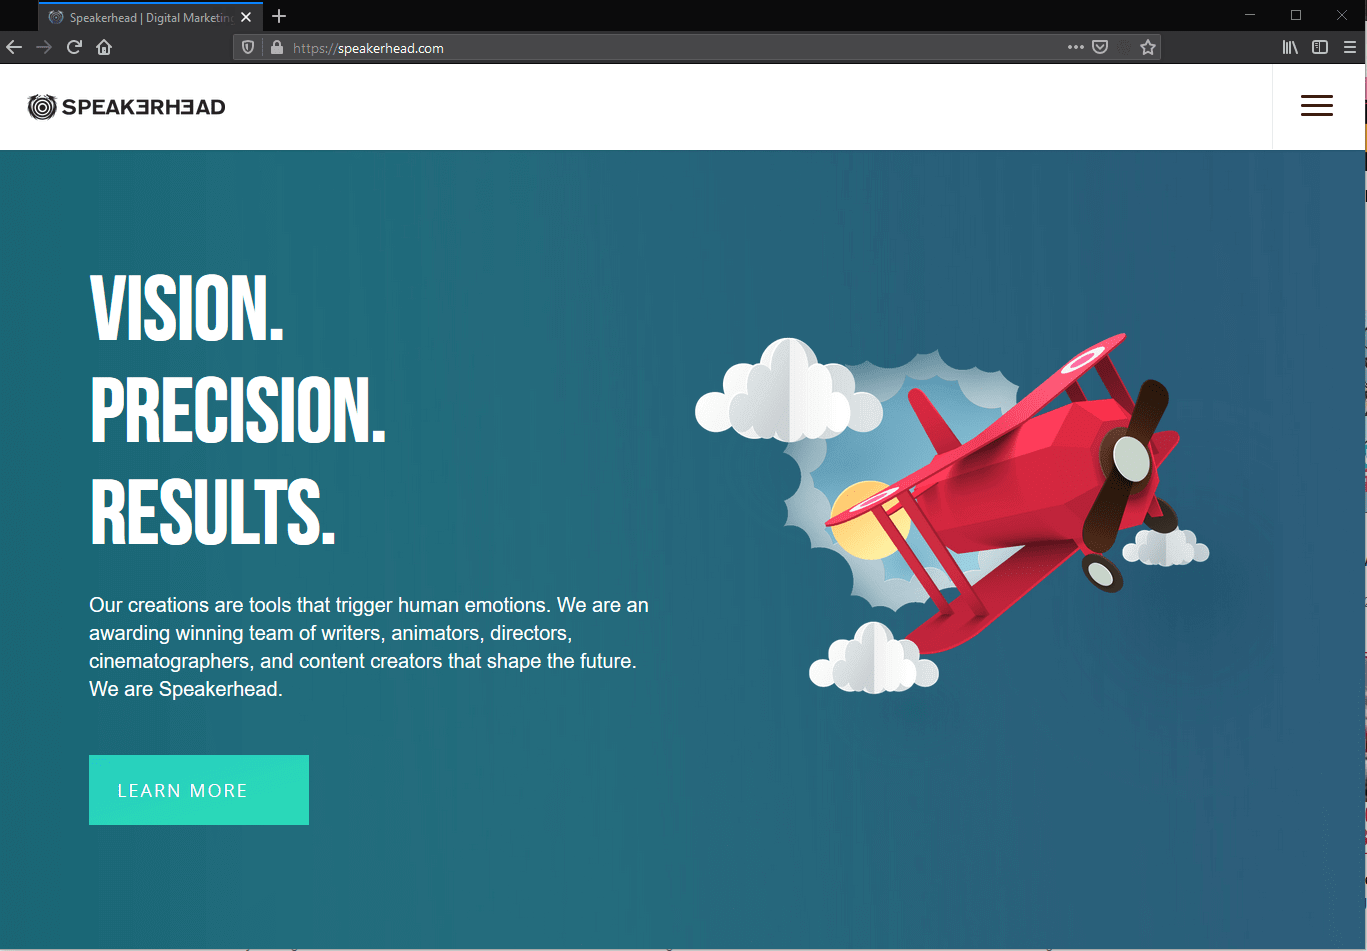 Speakerhead | Digital Marketing
https://speakerhead.com
SPEAKERHEAD
VISION.
PRECISION.
RESULTS.
Our creations are tools that trigger human emotions. We are an
awarding winning team of writers, animators, directors,
cinematographers, and content creators that shape the future.
We are Speakerhead.
LEARN MORE